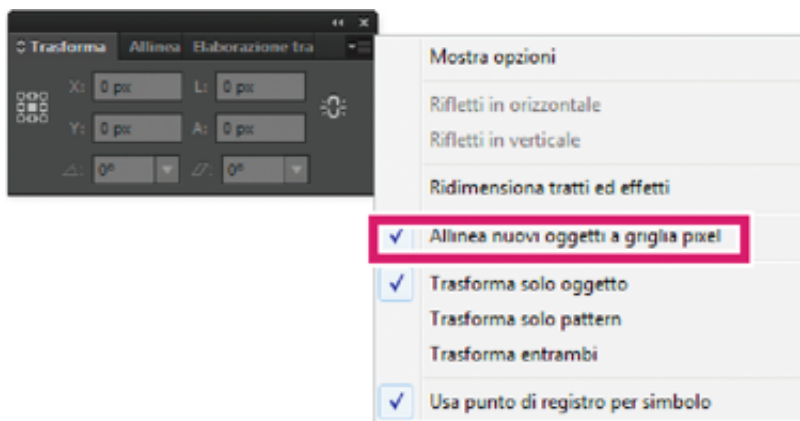 Trasforma Allinea Elaborazione tra
X: 0 px L: 0 px
Y: 0 px A: 0 px
0° 0°
Mostra opzioni
Rifletti in orizzontale
Rifletti in verticale
Ridimensiona tratti ed effetti
Allinea nuovi oggetti a griglia pixel
Trasforma solo oggetto
Trasforma solo pattern
Trasforma entrambi
Usa punto di registro per simbolo